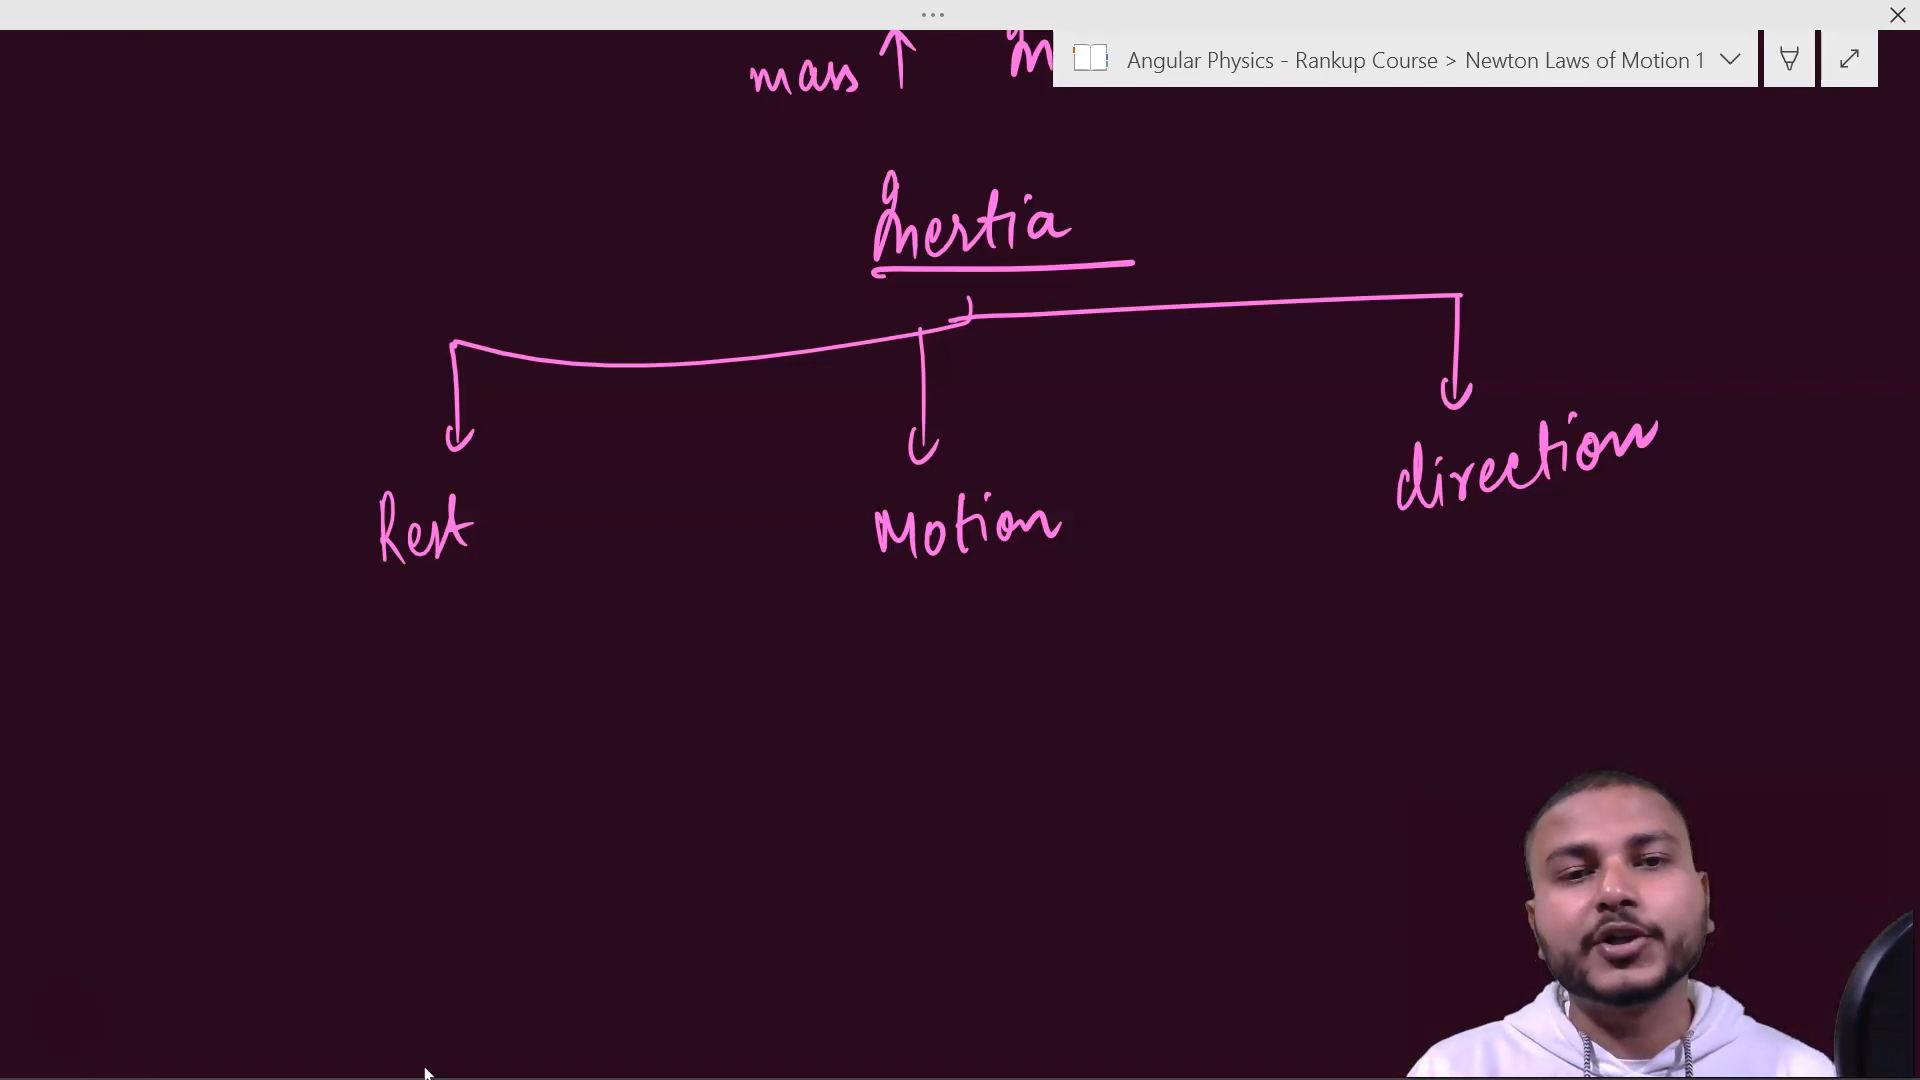 Angular Physics - Rankup Course > Newton Laws of Motion 1
mass ↑
Inertia
Rest Motion direction